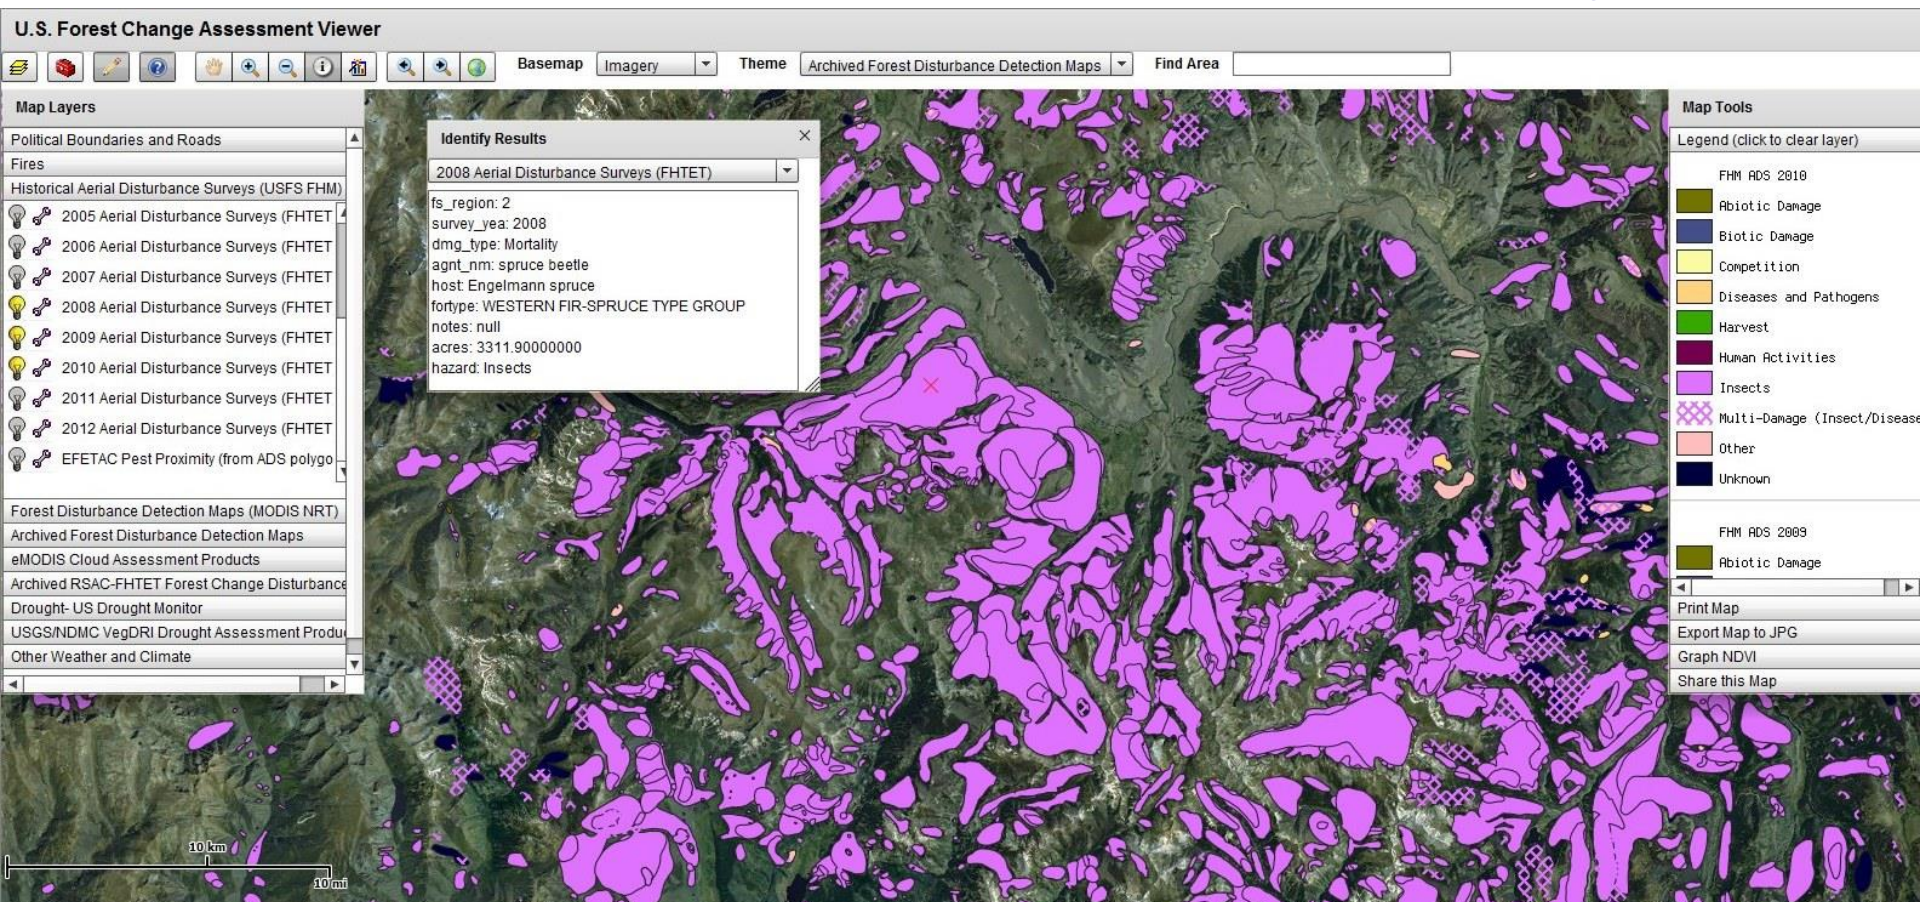 U.S. Forest Change Assessment Viewer
Basemap Imagery Theme Archived Forest Disturbance Detection Maps Find Area
Map Layers
Political Boundaries and Roads
Fires
Historical Aerial Disturbance Surveys (USFS FHM)
2005 Aerial Disturbance Surveys (FHTET
2006 Aerial Disturbance Surveys (FHTET
2007 Aerial Disturbance Surveys (FHTET
2008 Aerial Disturbance Surveys (FHTET
2009 Aerial Disturbance Surveys (FHTET
2010 Aerial Disturbance Surveys (FHTET
2011 Aerial Disturbance Surveys (FHTET
2012 Aerial Disturbance Surveys (FHTET
EFETAC Pest Proximity (from ADS polygo
Forest Disturbance Detection Maps (MODIS NRT)
Archived Forest Disturbance Detection Maps
eMODIS Cloud Assessment Products
Archived RSAC-FHTET Forest Change Disturbance
Drought- US Drought Monitor
USGS/NDMC VegDRI Drought Assessment Produ
Other Weather and Climate
Identify Results
2008 Aerial Disturbance Surveys (FHTET)
fs_region: 2
survey_yea: 2008
dmg_type: Mortality
agnt_nm: spruce beetle
host: Engelmann spruce
fortype: WESTERN FIR-SPRUCE TYPE GROUP
notes: null
acres: 3311.90000000
hazard: Insects
Map Tools
Legend (click to clear layer)
FHM ADS 2010
Abiotic Damage
Biotic Damage
Competition
Diseases and Pathogens
Harvest
Human Activities
Insects
Multi-Damage (Insect/Disease
Other
Unknown
FHM ADS 2009
Abiotic Damage
Print Map
Export Map to JPG
Graph NDVI
Share this Map
10 km
10 mi